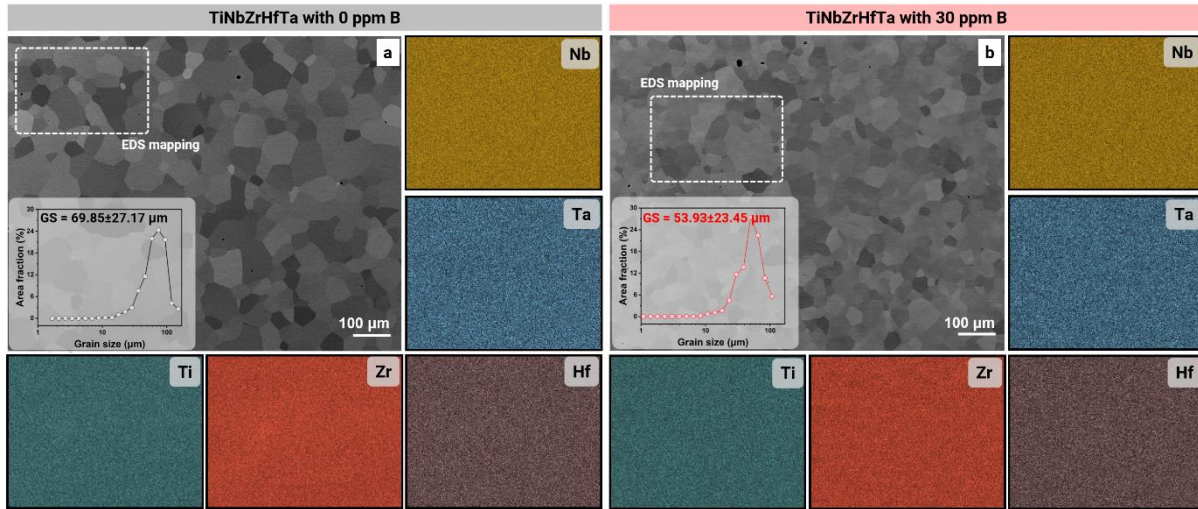 TiNbZrHfTa with 0 ppm B
a
EDS mapping
GS = 69.85±27.17 μm
Area fraction (%)
30
24
18
12
6
0
1
10
100
Grain size (μm)
100 μm
Nb
Ta
Ti
Zr
Hf
TiNbZrHfTa with 30 ppm B
b
EDS mapping
GS = 53.93±23.45 μm
Area fraction (%)
30
24
18
12
6
0
1
10
100
Grain size (μm)
100 μm
Nb
Ta
Ti
Zr
Hf